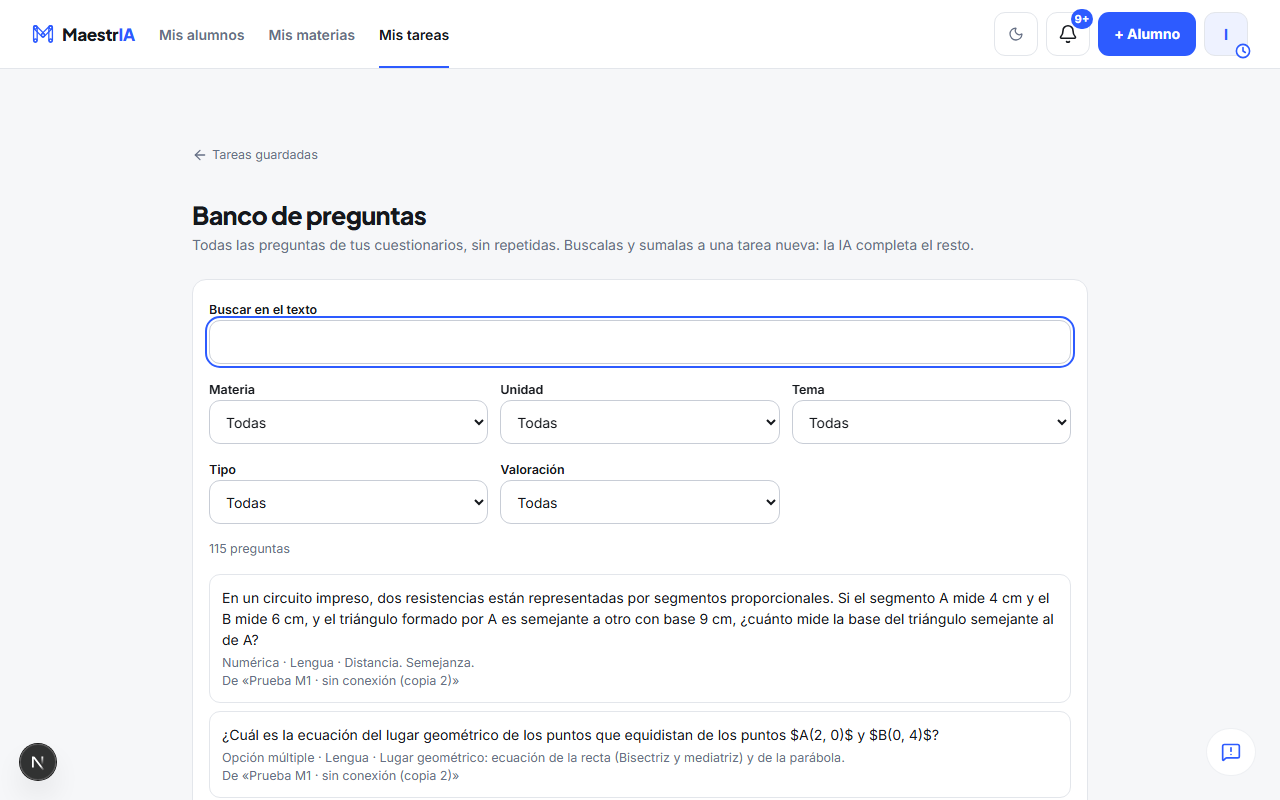 MaestrIA
Mis alumnos
Mis materias
Mis tareas
9+
+ Alumno
I
← Tareas guardadas
Banco de preguntas
Todas las preguntas de tus cuestionarios, sin repetidas. Buscalas y sumalas a una tarea nueva: la IA completa el resto.
Buscar en el texto
Materia
Unidad
Tema
Todas
Todas
Todas
Tipo
Valoración
Todas
Todas
115 preguntas
En un circuito impreso, dos resistencias están representadas por segmentos proporcionales. Si el segmento A mide 4 cm y el
B mide 6 cm, y el triángulo formado por A es semejante a otro con base 9 cm, ¿cuánto mide la base del triángulo semejante al
de A?
Numérica · Lengua · Distancia. Semejanza.
De «Prueba M1 · sin conexión (copia 2)»
¿Cuál es la ecuación del lugar geométrico de los puntos que equidistan de los puntos $A(2, 0)$ y $B(0, 4)$?
Opción múltiple · Lengua · Lugar geométrico: ecuación de la recta (Bisectriz y mediatriz) y de la parábola.
De «Prueba M1 · sin conexión (copia 2)»
N